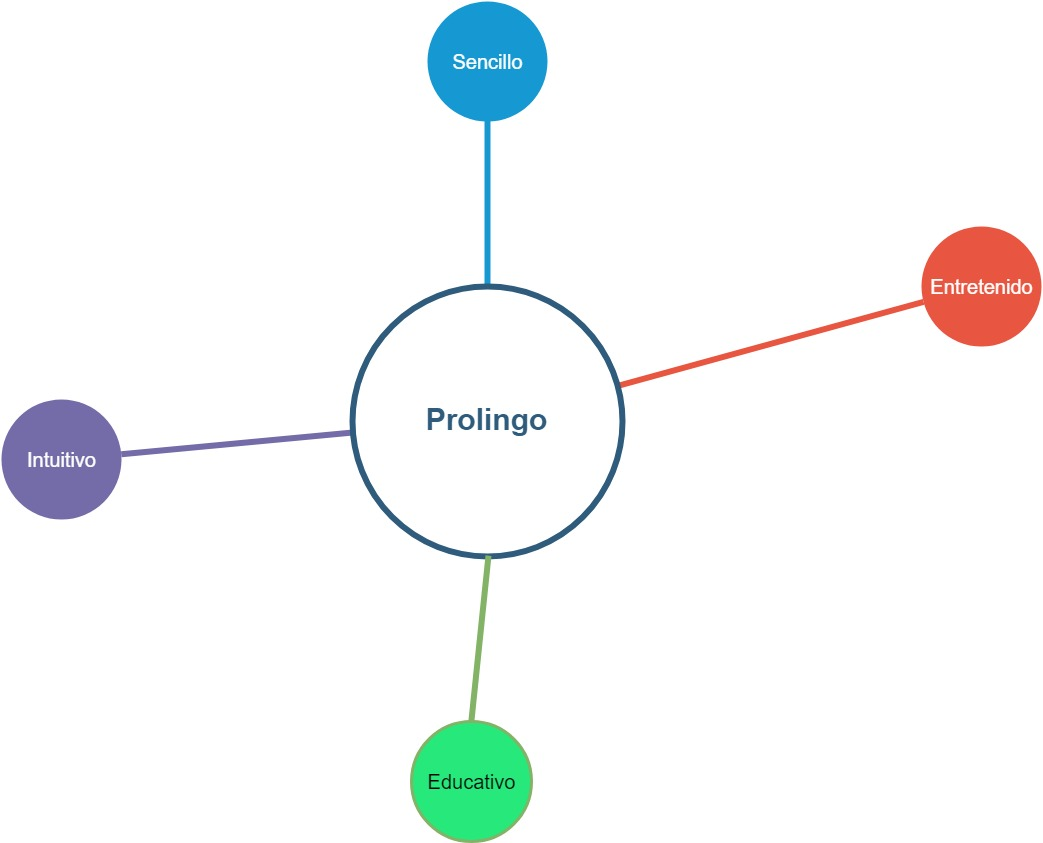 Sencillo
Entretenido
Prolingo
Intuitivo
Educativo